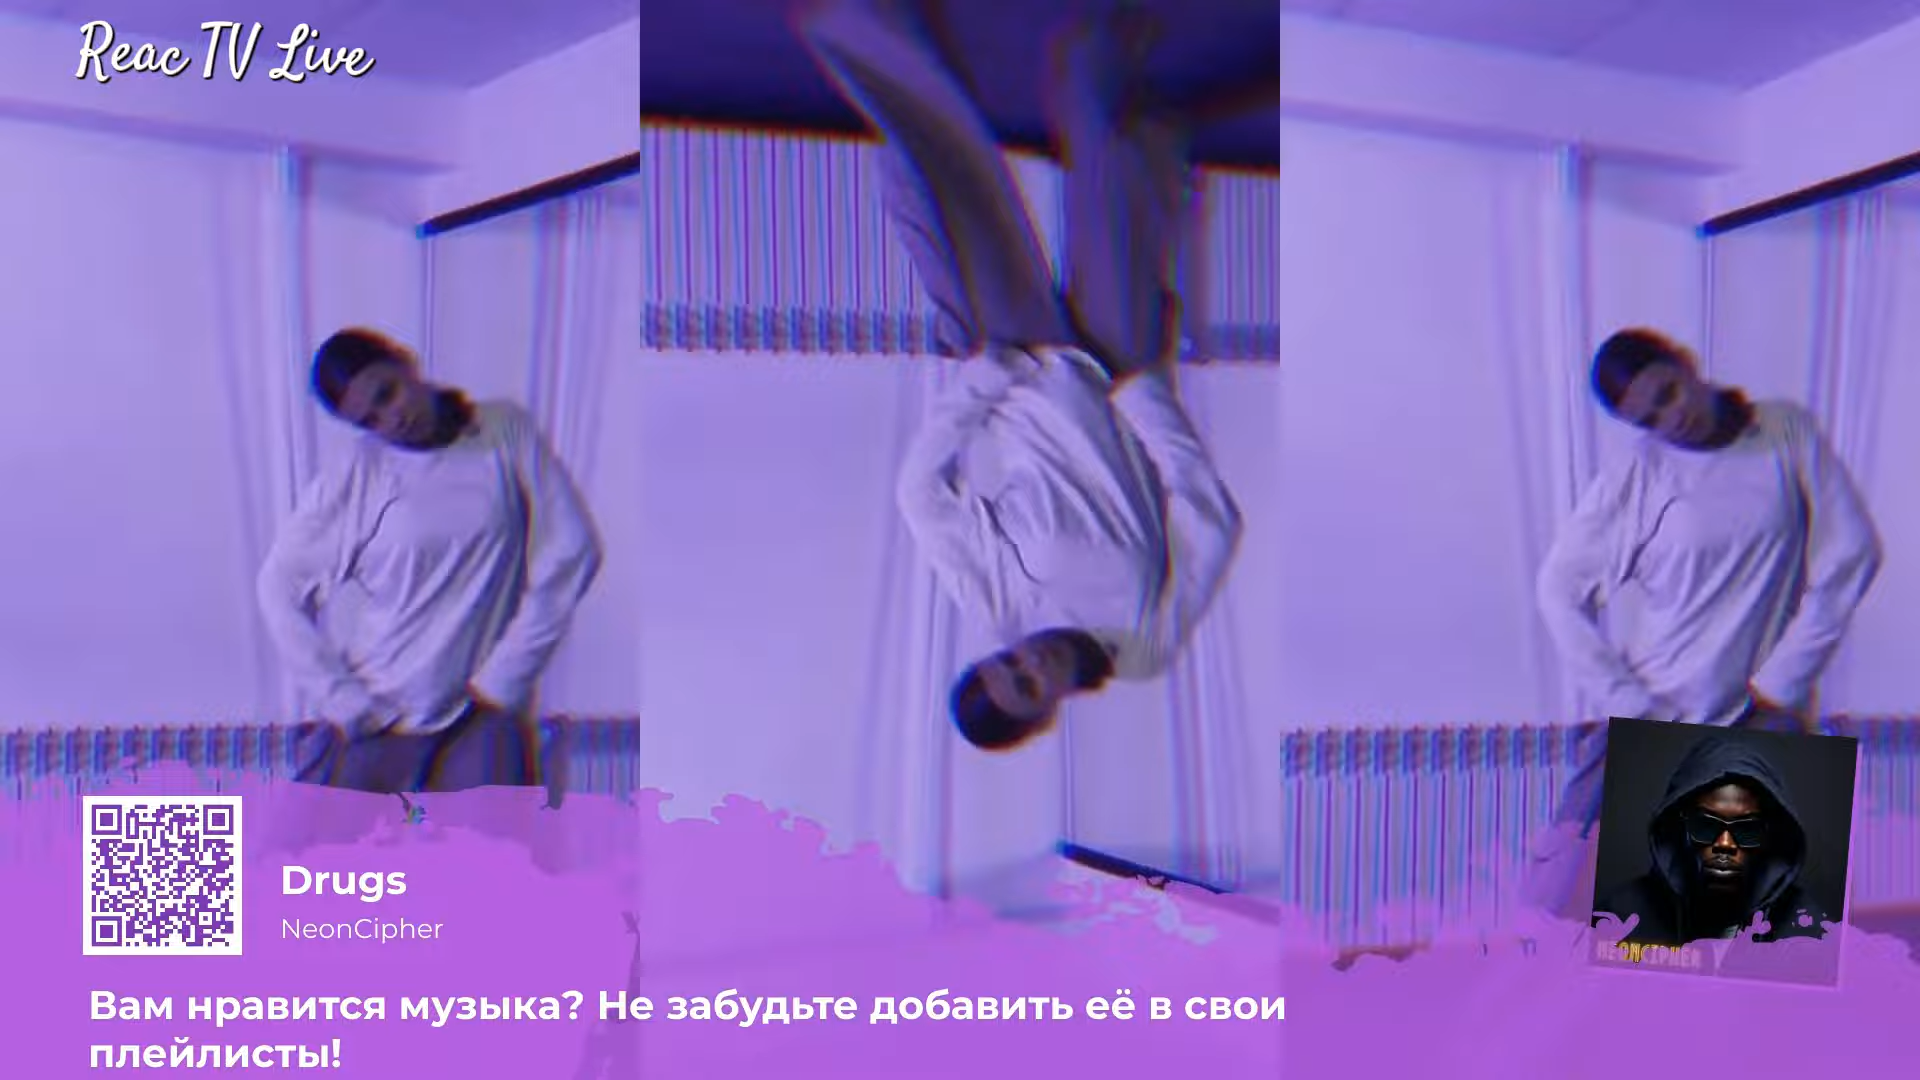 Reac TV Live
Drugs
NeonCipher
NEONCIPHER
Вам нравится музыка? Не забудьте добавить её в свои
плейлисты!